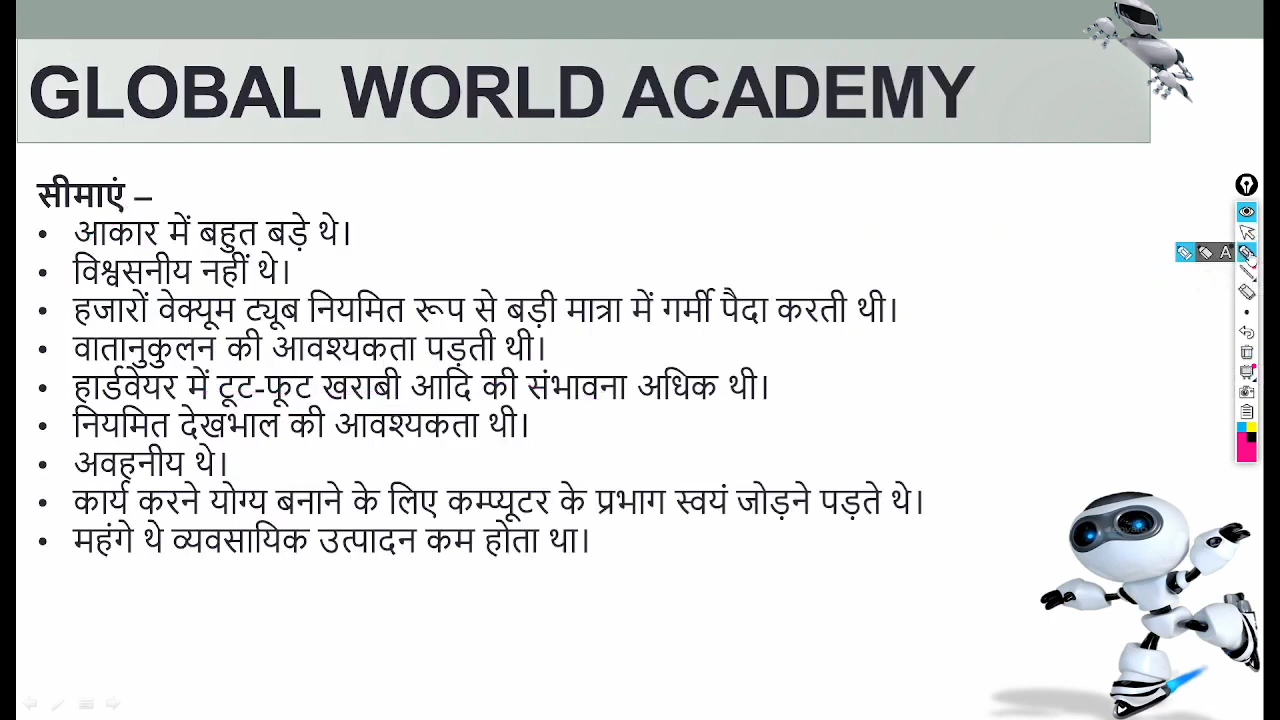 GLOBAL WORLD ACADEMY
सीमाएं –
• आकार में बहुत बड़े थे।
• विश्वसनीय नहीं थे।
• हजारों वेक्यूम ट्यूब नियमित रूप से बड़ी मात्रा में गर्मी पैदा करती थी।
• वातानुकुलन की आवश्यकता पड़ती थी।
• हार्डवेयर में टूट-फूट खराबी आदि की संभावना अधिक थी।
• नियमित देखभाल की आवश्यकता थी।
• अवहनीय थे।
• कार्य करने योग्य बनाने के लिए कम्प्यूटर के प्रभाग स्वयं जोड़ने पड़ते थे।
• महंगे थे व्यवसायिक उत्पादन कम होता था।
A